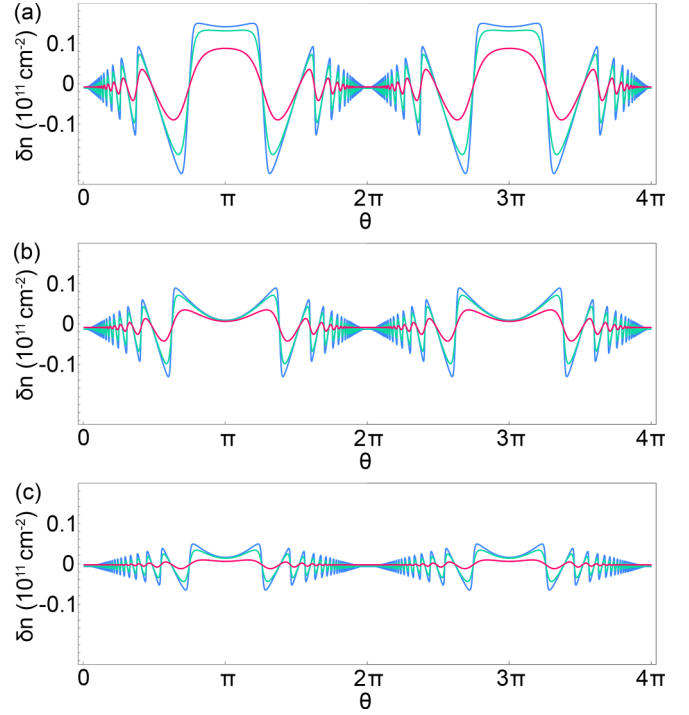 (a)
δn (10¹¹ cm⁻²)
0.1
0
-0.1
0 π 2π 3π 4π
θ
(b)
δn (10¹¹ cm⁻²)
0.1
0
-0.1
0 π 2π 3π 4π
θ
(c)
δn (10¹¹ cm⁻²)
0.1
0
-0.1
0 π 2π 3π 4π
θ